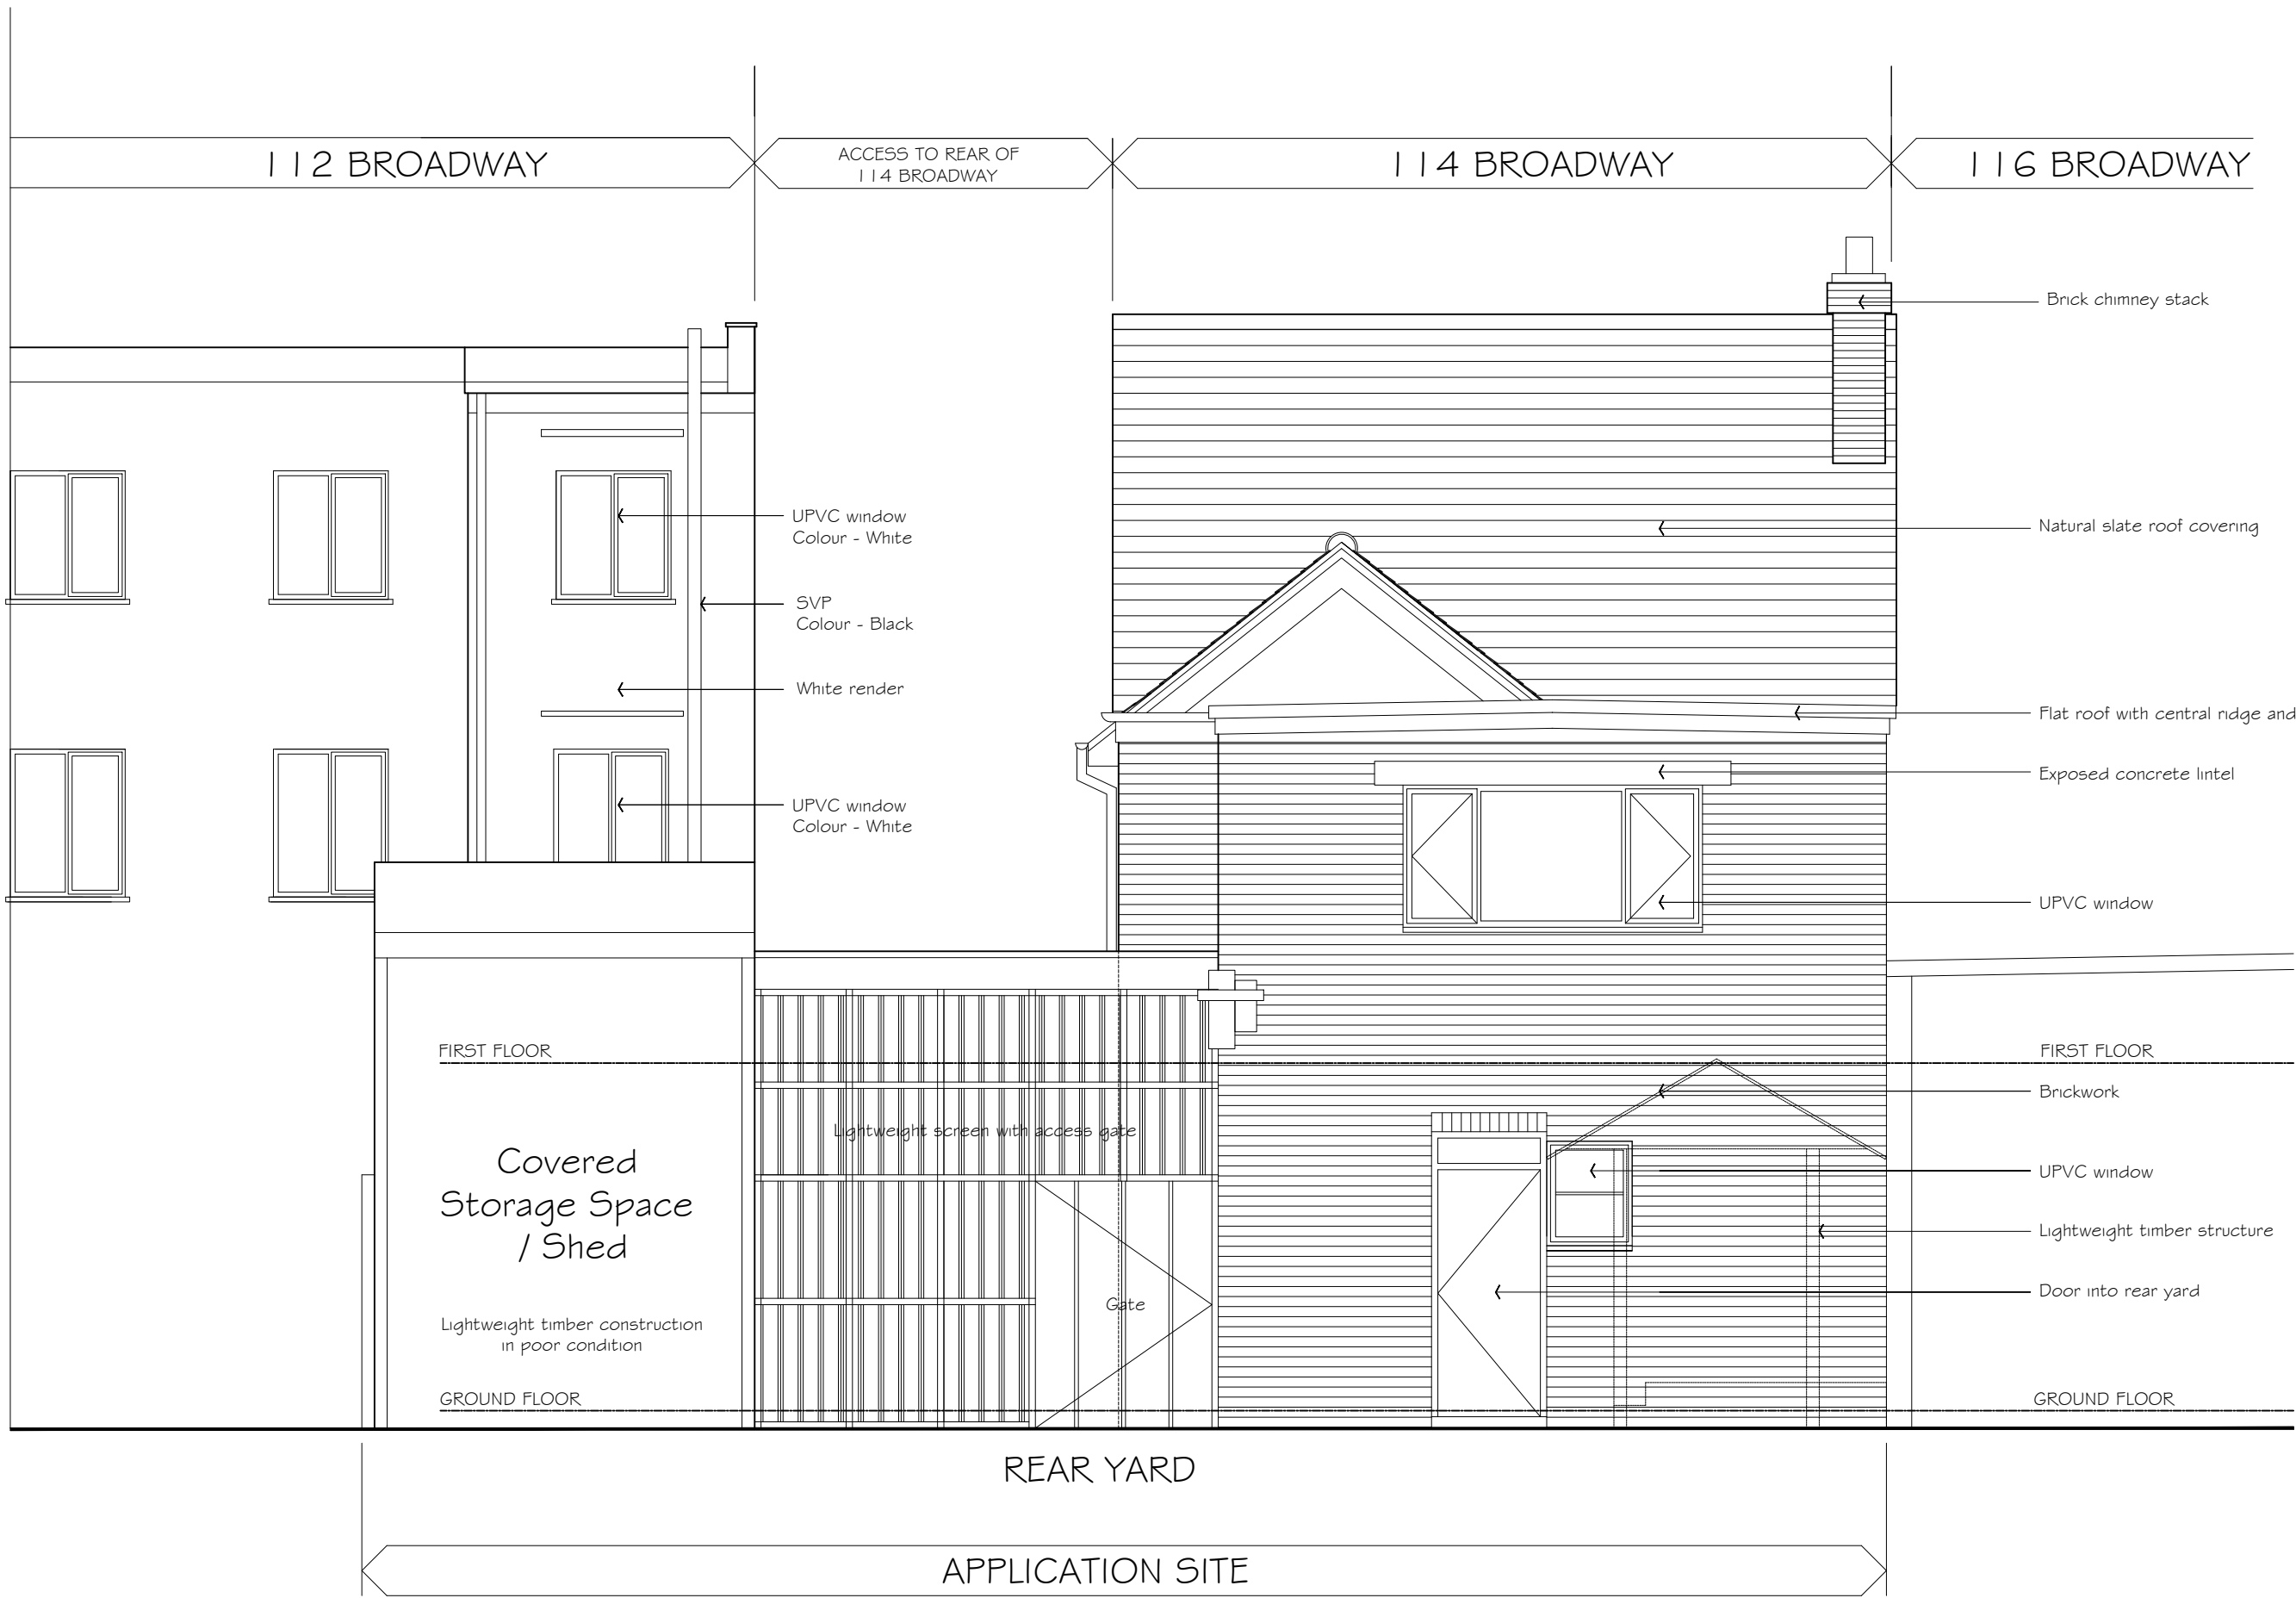 112 BROADWAY
ACCESS TO REAR OF
114 BROADWAY
114 BROADWAY
116 BROADWAY
Brick chimney stack
UPVC window
Colour - White
Natural slate roof covering
SVP
Colour - Black
White render
Flat roof with central ridge and
Exposed concrete lintel
UPVC window
Colour - White
UPVC window
FIRST FLOOR
FIRST FLOOR
Brickwork
Lightweight screen with access gate
Covered
Storage Space
/ Shed
UPVC window
Lightweight timber structure
Door into rear yard
Gate
Lightweight timber construction
in poor condition
GROUND FLOOR
GROUND FLOOR
REAR YARD
APPLICATION SITE